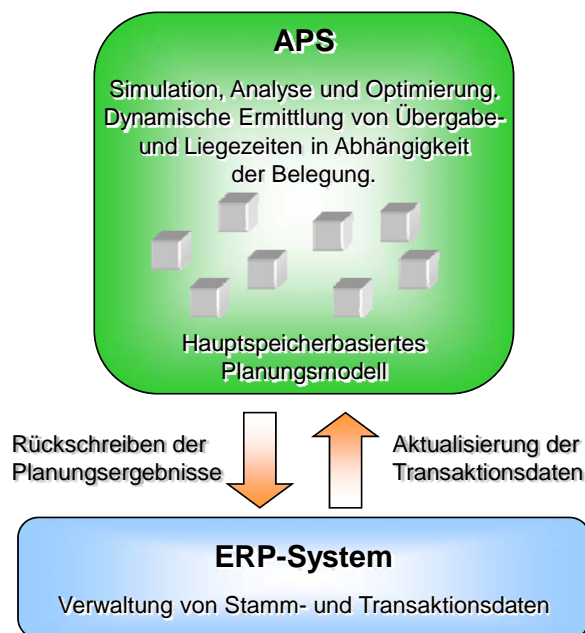 APS
Simulation, Analyse und Optimierung.
Dynamische Ermittlung von Übergabe-
und Liegezeiten in Abhängigkeit
der Belegung.
Hauptspeicherbasiertes
Planungsmodell
Rückschreiben der
Planungsergebnisse
Aktualisierung der
Transaktionsdaten
ERP-System
Verwaltung von Stamm- und Transaktionsdaten